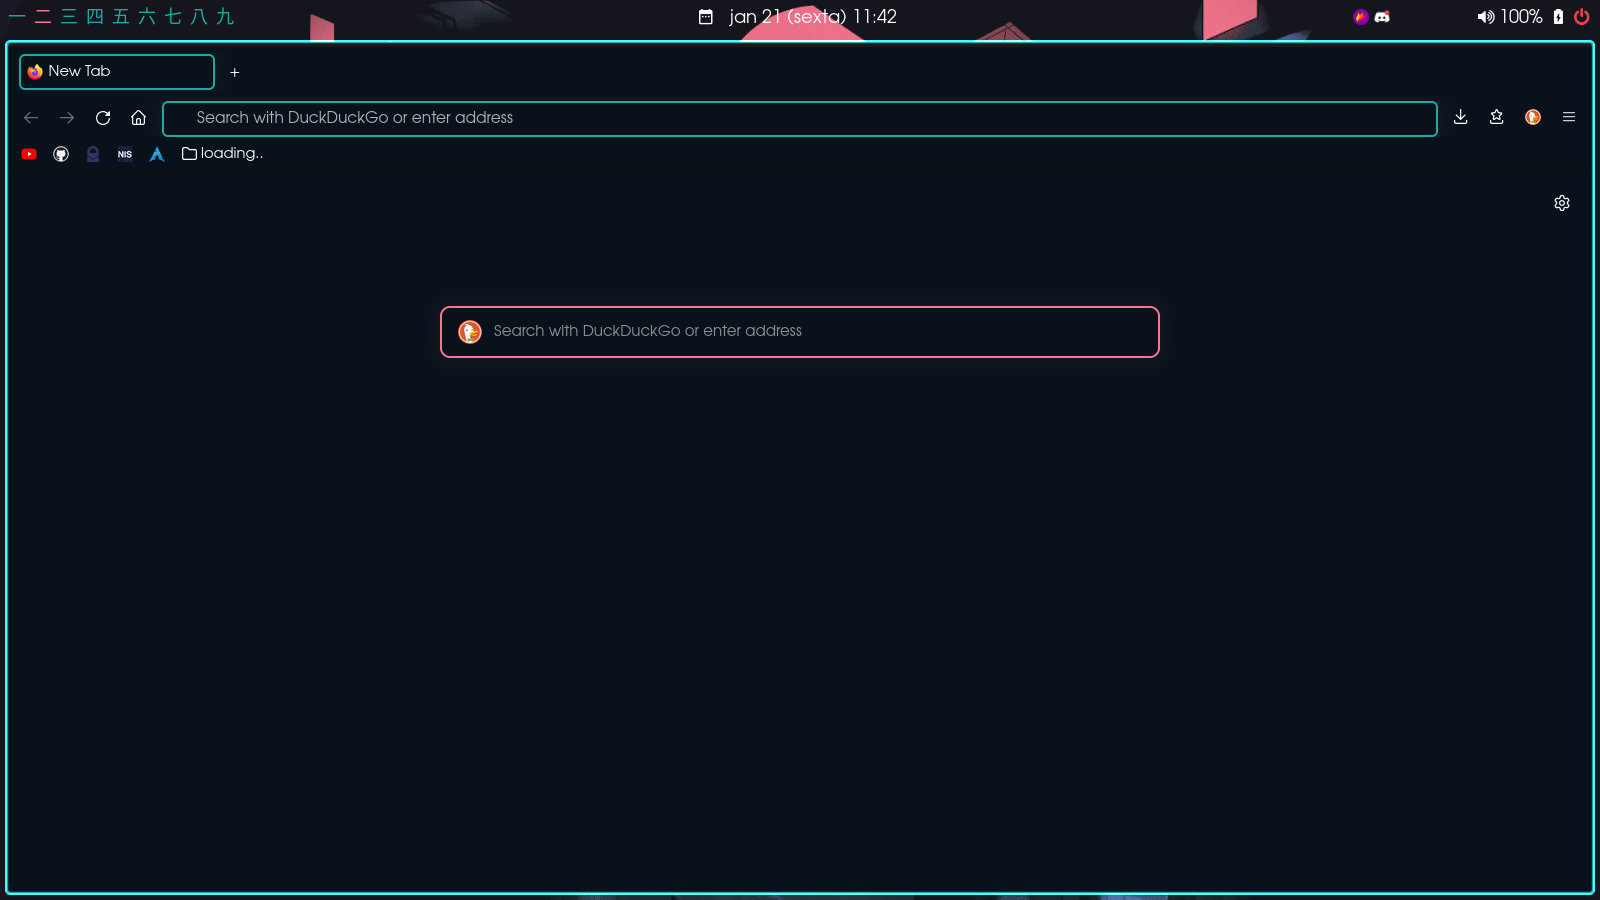 一 二 三 四 五 六 七 八 九
jan 21 (sexta) 11:42
100%
New Tab
+
Search with DuckDuckGo or enter address
NIS
loading..
Search with DuckDuckGo or enter address